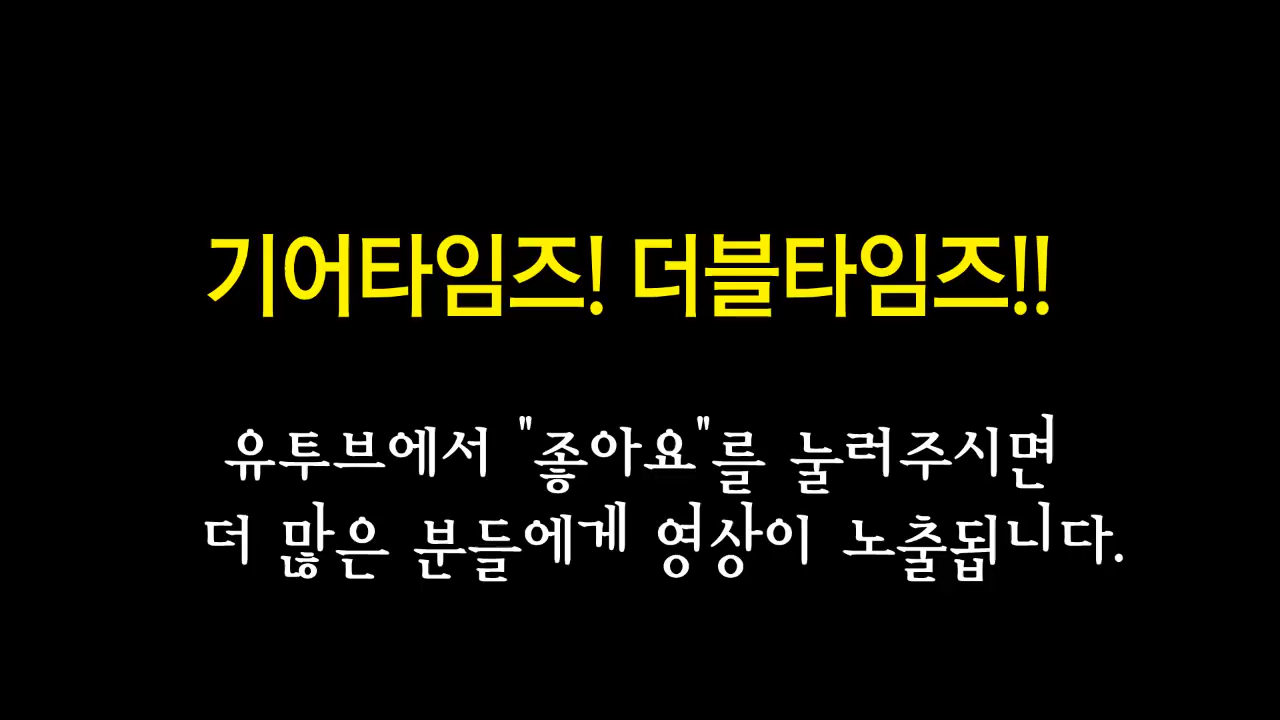 기어타임즈! 더블타임즈!!
유투브에서 "좋아요"를 눌러주시면
더 많은 분들에게 영상이 노출됩니다.